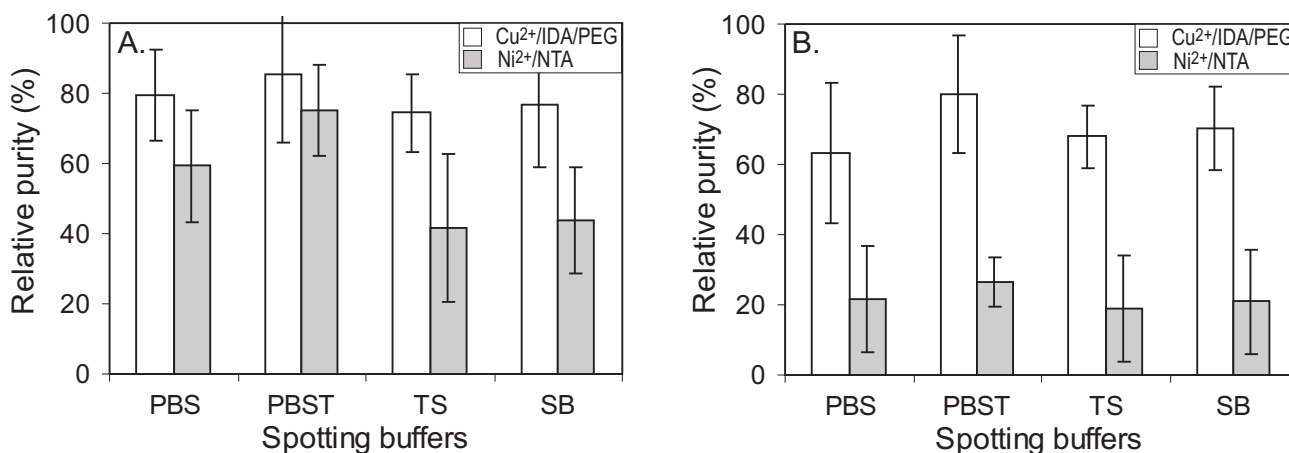 A.
Cu²⁺/IDA/PEG
Ni²⁺/NTA
Relative purity (%)
100
80
60
40
20
0
PBS PBST TS SB
Spotting buffers
B.
Cu²⁺/IDA/PEG
Ni²⁺/NTA
Relative purity (%)
100
80
60
40
20
0
PBS PBST TS SB
Spotting buffers